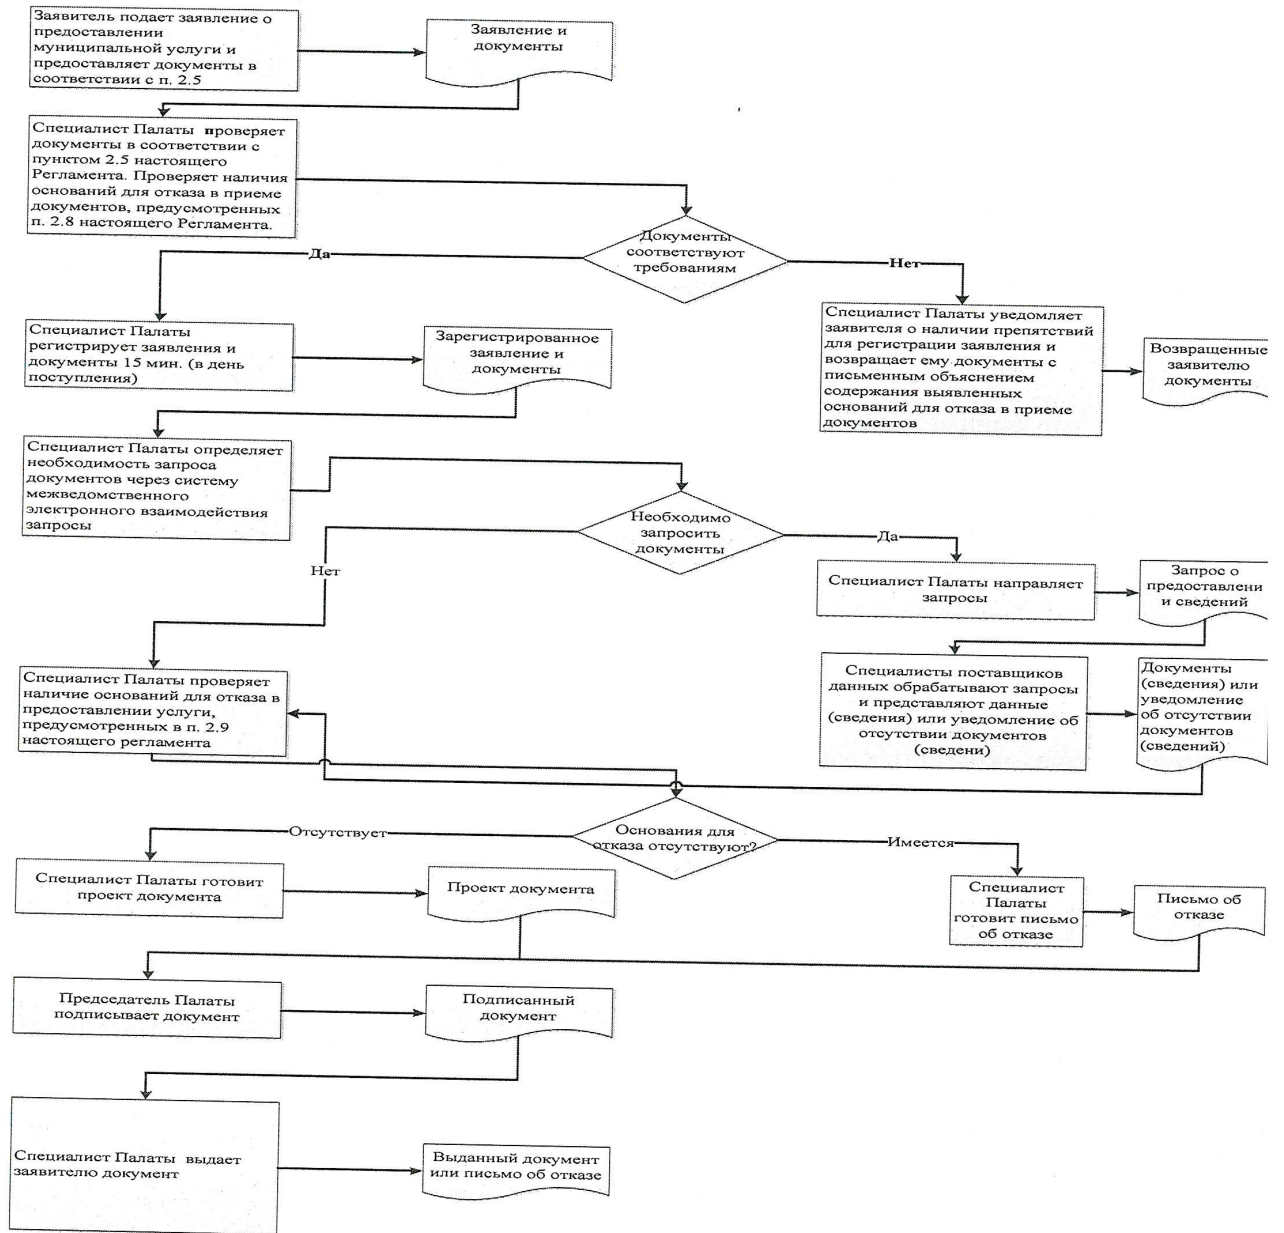 Заявитель подает заявление о
предоставлении
муниципальной услуги и
предоставляет документы в
соответствии с п. 2.5
Заявление и
документы
Специалист Палаты проверяет
документы в соответствии с
пунктом 2.5 настоящего
Регламента. Проверяет наличия
оснований для отказа в приеме
документов, предусмотренных
п. 2.8 настоящего Регламента.
Документы
соответствуют
требованиям
Да
Нет
Специалист Палаты
регистрирует заявления и
документы 15 мин. (в день
поступления)
Зарегистрированное
заявление и
документы
Специалист Палаты уведомляет
заявителя о наличии препятствий
для регистрации заявления и
возвращает ему документы с
письменным объяснением
содержания выявленных
оснований для отказа в приеме
документов
Возвращенные
заявителю
документы
Специалист Палаты определяет
необходимость запроса
документов через систему
межведомственного
электронного взаимодействия
запросы
Необходимо
запросить
документы
Нет
Да
Специалист Палаты направляет
запросы
Запрос о
предоставлени
и сведений
Специалист Палаты проверяет
наличие оснований для отказа в
предоставлении услуги,
предусмотренных в п. 2.9
настоящего регламента
Специалисты поставщиков
данных обрабатывают запросы
и представляют данные
(сведения) или уведомление об
отсутствии документов
(сведени)
Документы
(сведения) или
уведомление
об отсутствии
документов
(сведений)
Основания для
отказа отсутствуют?
Отсутствует
Имеется
Специалист Палаты готовит
проект документа
Проект документа
Специалист
Палаты
готовит письмо
об отказе
Письмо об
отказе
Председатель Палаты
подписывает документ
Подписанный
документ
Специалист Палаты выдает
заявителю документ
Выданный документ
или письмо об отказе